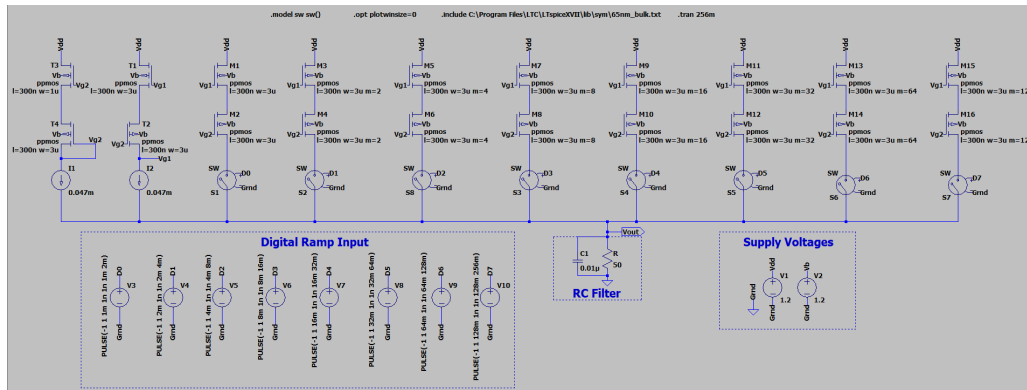 .model sw sw() .opt plotwinsize=0 .include C:\Program Files\LTC\LTspiceXVII\lib\sym\65nm_bulk.txt .tran 256m
Vdd Vdd Vdd Vdd Vdd Vdd Vdd Vdd Vdd Vdd
T3 T1 M1 M3 M5 M7 M9 M11 M13 M15
Vb Vb Vb Vb Vb Vb Vb Vb Vb Vb
Vg2 Vg1 Vg1 Vg1 Vg1 Vg1 Vg1 Vg1 Vg1 Vg1
ppmos ppmos ppmos ppmos ppmos ppmos ppmos ppmos ppmos ppmos
l=300n w=1u l=300n w=3u l=300n w=3u l=300n w=3u m=2 l=300n w=3u m=4 l=300n w=3u m=8 l=300n w=3u m=16 l=300n w=3u m=32 l=300n w=3u m=64 l=300n w=3u m=12
T4 T2 M2 M4 M6 M8 M10 M12 M14 M16
Vb Vb Vb Vb Vb Vb Vb Vb Vb Vb
Vg2 Vg2 Vg2 Vg2 Vg2 Vg2 Vg2 Vg2 Vg2 Vg2
ppmos ppmos ppmos ppmos ppmos ppmos ppmos ppmos ppmos ppmos
l=300n w=3u l=300n w=3u l=300n w=3u l=300n w=3u m=2 l=300n w=3u m=4 l=300n w=3u m=8 l=300n w=3u m=16 l=300n w=3u m=32 l=300n w=3u m=64 l=300n w=3u m=12
Vg1
I1 I2 SW D0 SW D1 SW D2 SW D3 SW D4 SW D5 SW D6 SW D7
0.047m 0.047m Grnd Grnd Grnd Grnd Grnd Grnd Grnd Grnd
S1 S2 S8 S3 S4 S5 S6 S7
Vout
Digital Ramp Input
D0 D1 D2 D3 D4 D5 D6 D7
V3 V4 V5 V6 V7 V8 V9 V10
Grnd Grnd Grnd Grnd Grnd Grnd Grnd Grnd
PULSE(-1 1 1m 1n 1n 1m 2m)
PULSE(-1 1 2m 1n 1n 2m 4m)
PULSE(-1 1 4m 1n 1n 4m 8m)
PULSE(-1 1 8m 1n 1n 8m 16m)
PULSE(-1 1 16m 1n 1n 16m 32m)
PULSE(-1 1 32m 1n 1n 32m 64m)
PULSE(-1 1 64m 1n 1n 64m 128m)
PULSE(-1 1 128m 1n 1n 128m 256m)
C1 R
0.01µ 50
RC Filter
Supply Voltages
Vdd Vb
Grnd V1 V2
1.2 1.2
Grnd Grnd